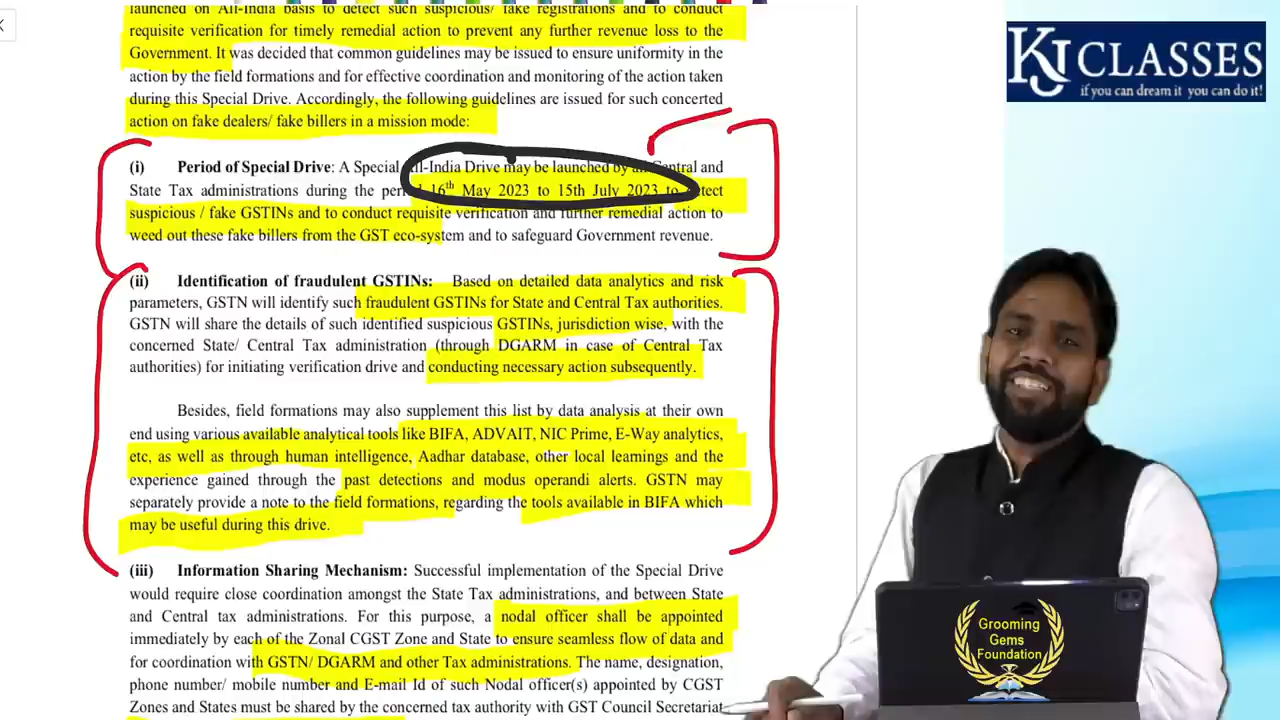 launched on All-India basis to detect such suspicious/ fake registrations and to conduct
requisite verification for timely remedial action to prevent any further revenue loss to the
Government. It was decided that common guidelines may be issued to ensure uniformity in the
action by the field formations and for effective coordination and monitoring of the action taken
during this Special Drive. Accordingly, the following guidelines are issued for such concerted
action on fake dealers/ fake billers in a mission mode:
(i) Period of Special Drive: A Special All-India Drive may be launched by all Central and
State Tax administrations during the period 16th May 2023 to 15th July 2023 to detect
suspicious / fake GSTINs and to conduct requisite verification and further remedial action to
weed out these fake billers from the GST eco-system and to safeguard Government revenue.
(ii) Identification of fraudulent GSTINs: Based on detailed data analytics and risk
parameters, GSTN will identify such fraudulent GSTINs for State and Central Tax authorities.
GSTN will share the details of such identified suspicious GSTINs, jurisdiction wise, with the
concerned State/ Central Tax administration (through DGARM in case of Central Tax
authorities) for initiating verification drive and conducting necessary action subsequently.
Besides, field formations may also supplement this list by data analysis at their own
end using various available analytical tools like BIFA, ADVAIT, NIC Prime, E-Way analytics,
etc, as well as through human intelligence, Aadhar database, other local learnings and the
experience gained through the past detections and modus operandi alerts. GSTN may
separately provide a note to the field formations, regarding the tools available in BIFA which
may be useful during this drive.
(iii) Information Sharing Mechanism: Successful implementation of the Special Drive
would require close coordination amongst the State Tax administrations, and between State
and Central tax administrations. For this purpose, a nodal officer shall be appointed
immediately by each of the Zonal CGST Zone and State to ensure seamless flow of data and
for coordination with GSTN/ DGARM and other Tax administrations. The name, designation,
phone number/ mobile number and E-mail Id of such Nodal officer(s) appointed by CGST
Zones and States must be shared by the concerned tax authority with GST Council Secretariat
KJ CLASSES
if you can dream it you can do it!
Grooming
Gems
Foundation